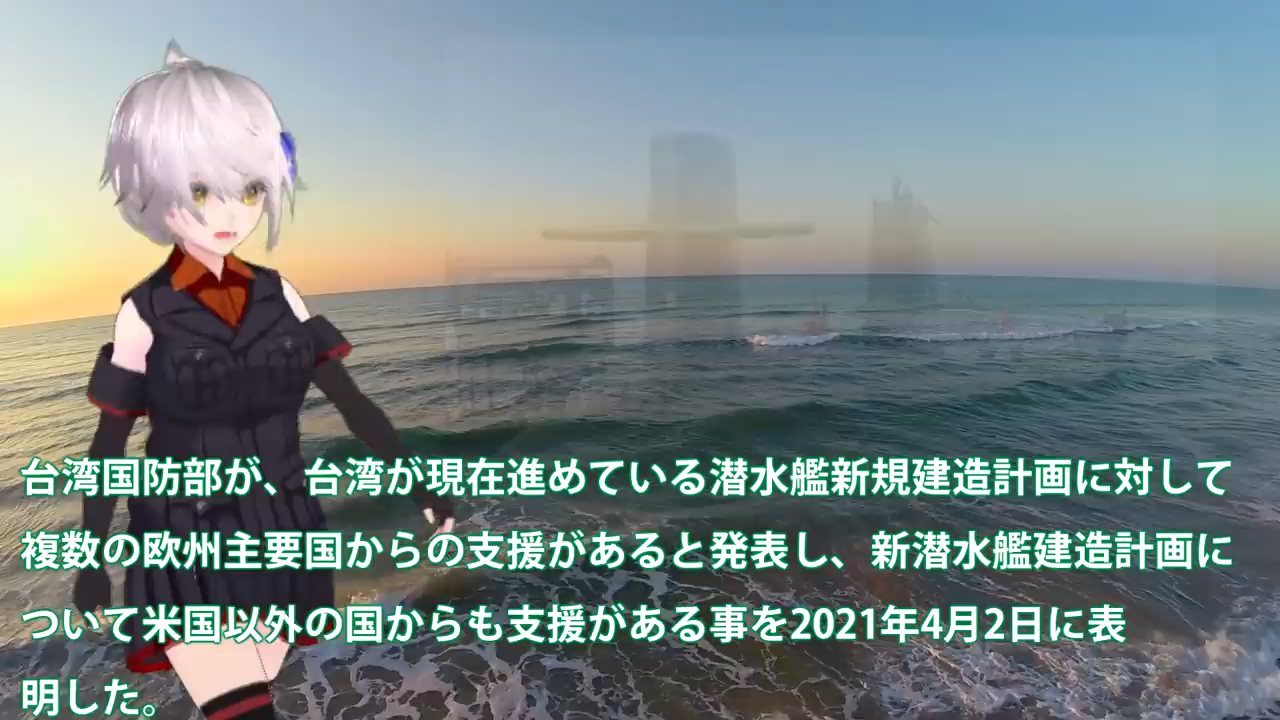 台湾国防部が、台湾が現在進めている潜水艦新規建造計画に対して
複数の欧州主要国からの支援があると発表し、新潜水艦建造計画に
ついて米国以外の国からも支援がある事を2021年4月2日に表
明した。